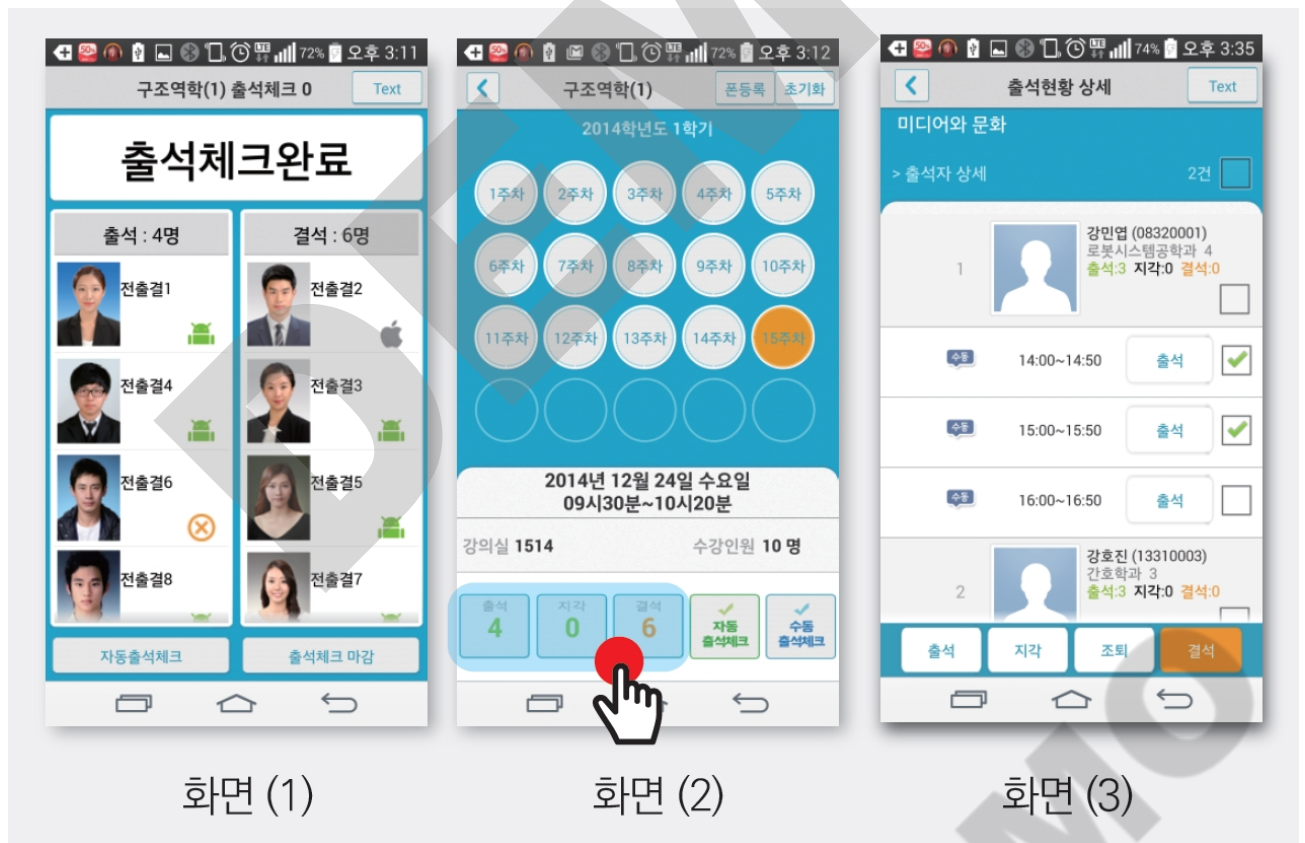 72% 오후 3:11
구조역학(1) 출석체크 0 Text
출석체크완료
출석 : 4명 결석 : 6명
전출결1 전출결2
전출결4 전출결3
전출결6 전출결5
전출결8 전출결7
자동출석체크 출석체크 마감
화면 (1)
72% 오후 3:12
구조역학(1) 폰등록 초기화
2014학년도 1학기
1주차 2주차 3주차 4주차 5주차
6주차 7주차 8주차 9주차 10주차
11주차 12주차 13주차 14주차 15주차
2014년 12월 24일 수요일
09시30분~10시20분
강의실 1514 수강인원 10 명
출석 지각 결석
4 0 6
자동 수동
출석체크 출석체크
화면 (2)
74% 오후 3:35
출석현황 상세 Text
미디어와 문화
> 출석자 상세 2건
강민엽 (08320001)
로봇시스템공학과 4
1 출석:3 지각:0 결석:0
수동 14:00~14:50 출석
수동 15:00~15:50 출석
수동 16:00~16:50 출석
강호진 (13310003)
간호학과 3
2 출석:3 지각:0 결석:0
출석 지각 조퇴 결석
화면 (3)
DEMO
MO